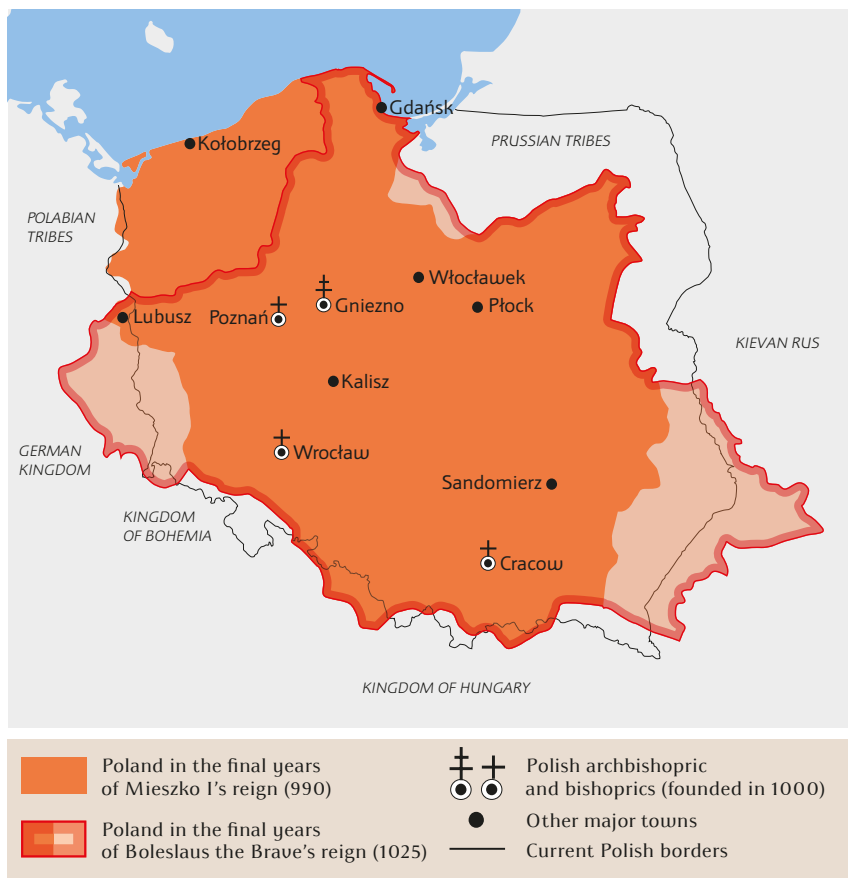 Gdańsk
Kołobrzeg
PRUSSIAN TRIBES
POLABIAN
TRIBES
Włocławek
Gniezno
Płock
Lubusz
Poznań
KIEVAN RUS
Kalisz
GERMAN
KINGDOM
Wrocław
Sandomierz
KINGDOM
OF BOHEMIA
Cracow
KINGDOM OF HUNGARY
Poland in the final years
of Mieszko I's reign (990)
Poland in the final years
of Boleslaus the Brave's reign (1025)
Polish archbishopric
and bishoprics (founded in 1000)
Other major towns
Current Polish borders